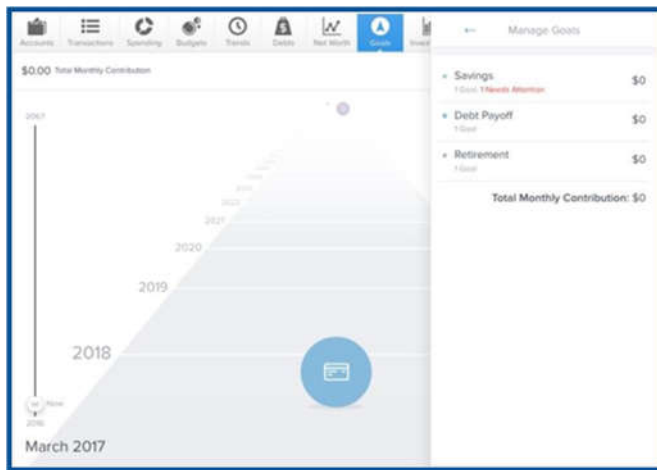 Accounts Transactions Spending Budgets Trends Debts Net Worth Goals
← Manage Goals
$0.00 Total Monthly Contribution
Savings $0
1 Goal, 1 Needs Attention
Debt Payoff $0
1 Goal
Retirement $0
1 Goal
Total Monthly Contribution: $0
2067
2021
2020
2019
2018
Now
2016
March 2017